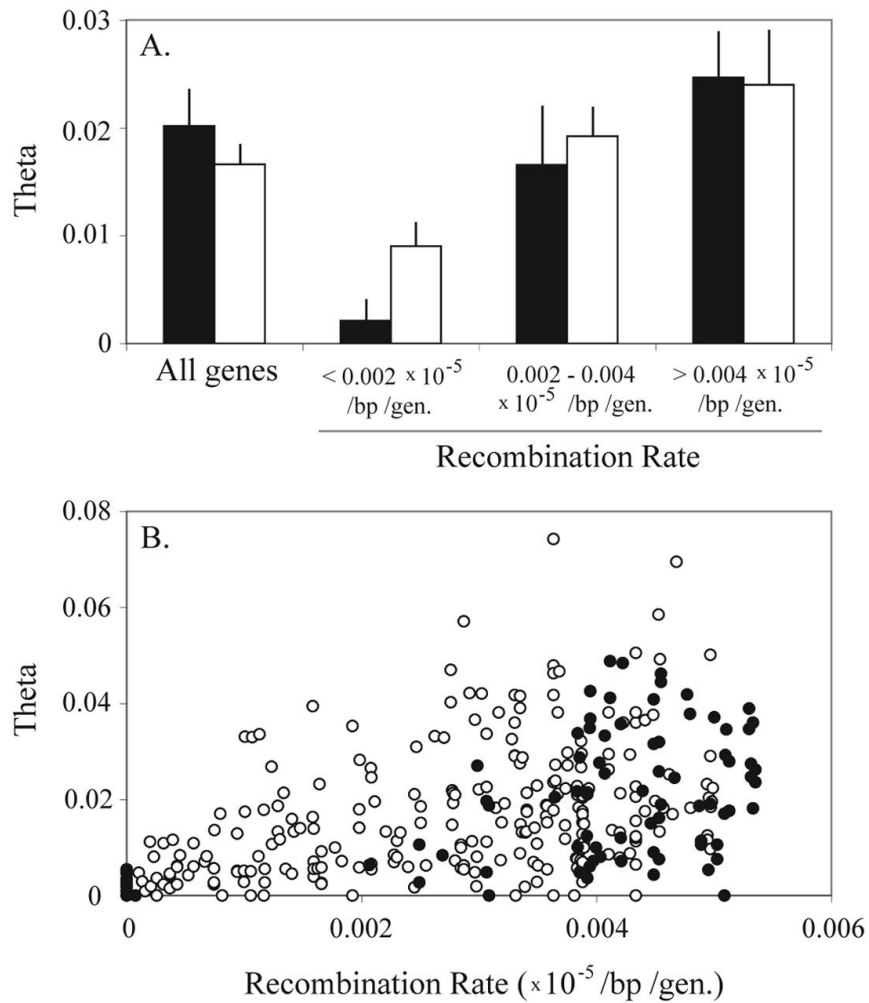 0.03
A.
0.02
Theta
0.01
0
All genes
< 0.002 × 10-5
/bp /gen.
0.002 - 0.004
× 10-5 /bp /gen.
> 0.004 × 10-5
/bp /gen.
Recombination Rate
0.08
B.
0.06
Theta
0.04
0.02
0
0 0.002 0.004 0.006
Recombination Rate (×10-5 /bp /gen.)